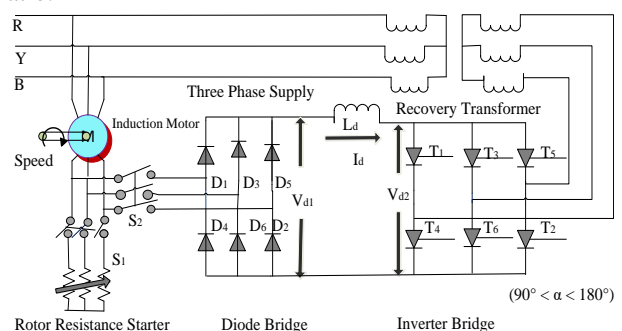 R
Y
B
Three Phase Supply
Recovery Transformer
Induction Motor
M
Speed
Ld
Id
D1
D3
D5
Vd1
Vd2
T1
T3
T5
S2
D4
D6
D2
T4
T6
T2
S1
(90° < α < 180°)
Rotor Resistance Starter
Diode Bridge
Inverter Bridge